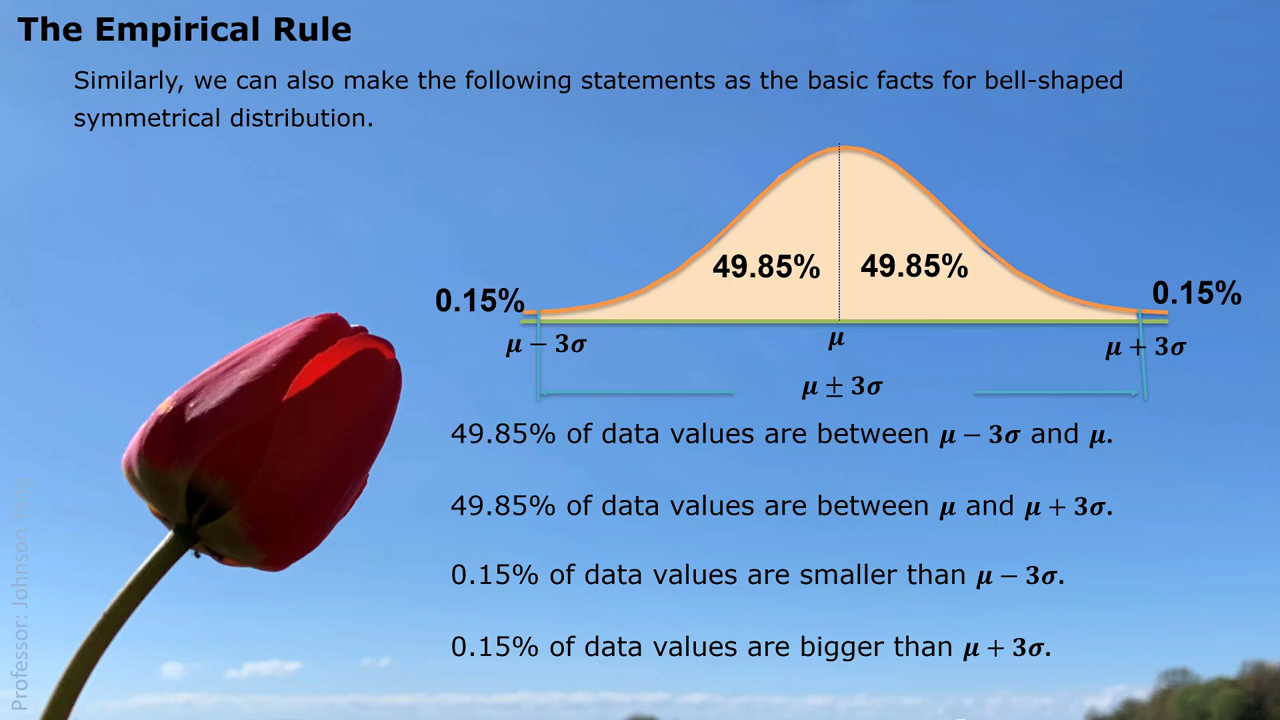 The Empirical Rule
Similarly, we can also make the following statements as the basic facts for bell-shaped
symmetrical distribution.
49.85% 49.85%
0.15% 0.15%
μ − 3σ μ μ + 3σ
μ ± 3σ
49.85% of data values are between μ − 3σ and μ.
49.85% of data values are between μ and μ + 3σ.
0.15% of data values are smaller than μ − 3σ.
0.15% of data values are bigger than μ + 3σ.
Professor: Johnson